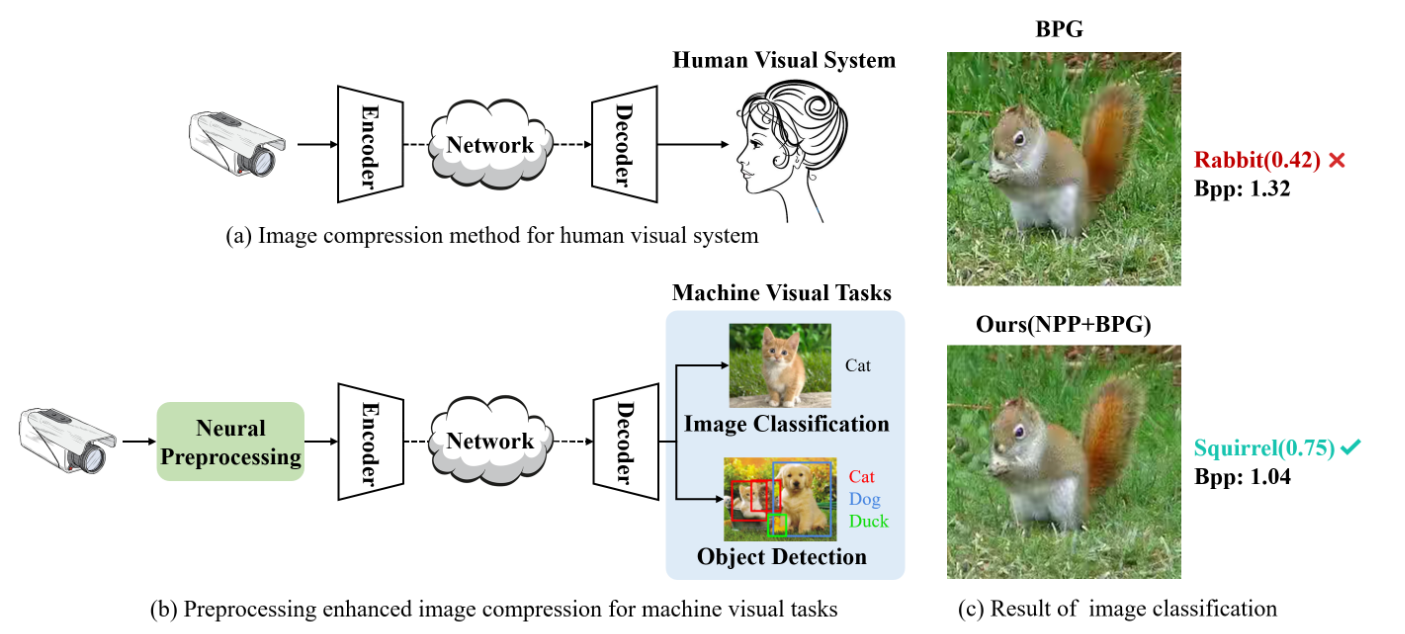 Human Visual System
Encoder
Network
Decoder
(a) Image compression method for human visual system
Machine Visual Tasks
Neural
Preprocessing
Encoder
Network
Decoder
Cat
Image Classification
Cat
Dog
Duck
Object Detection
(b) Preprocessing enhanced image compression for machine visual tasks
BPG
Rabbit(0.42) ✕
Bpp: 1.32
Ours(NPP+BPG)
Squirrel(0.75) ✓
Bpp: 1.04
(c) Result of image classification